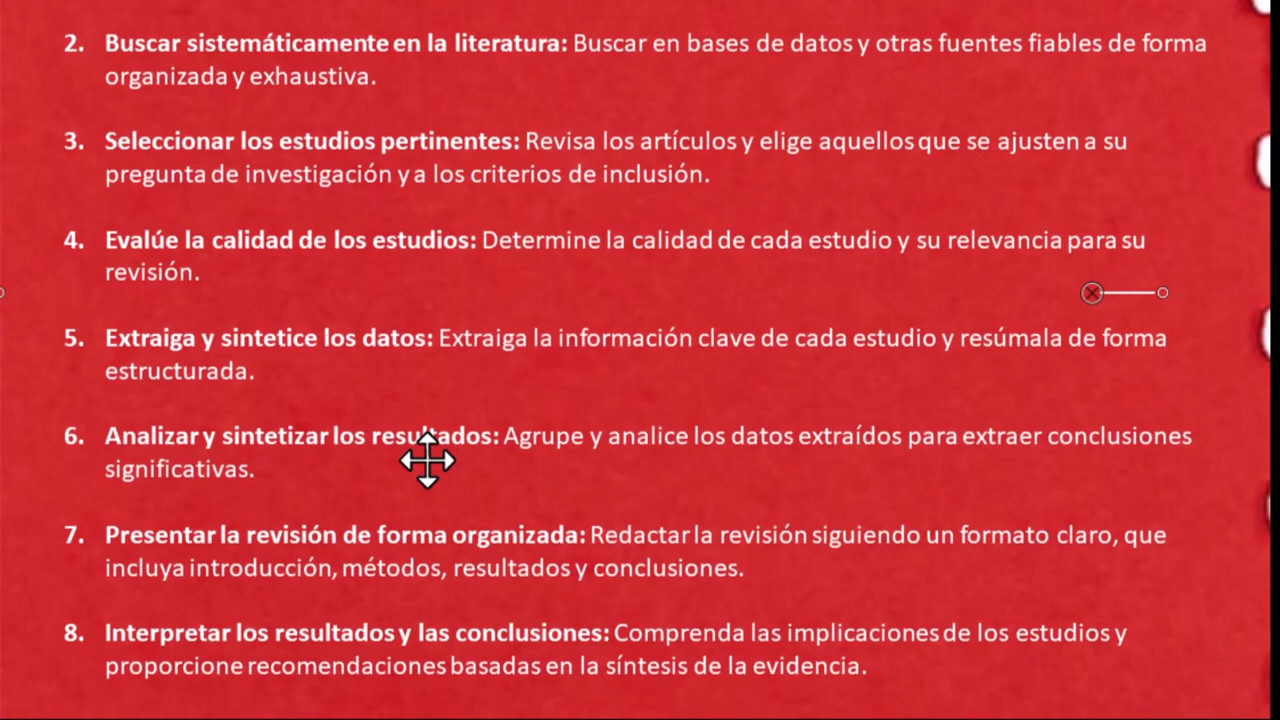 2. Buscar sistemáticamente en la literatura: Buscar en bases de datos y otras fuentes fiables de forma
organizada y exhaustiva.
3. Seleccionar los estudios pertinentes: Revisa los artículos y elige aquellos que se ajusten a su
pregunta de investigación y a los criterios de inclusión.
4. Evalúe la calidad de los estudios: Determine la calidad de cada estudio y su relevancia para su
revisión.
5. Extraiga y sintetice los datos: Extraiga la información clave de cada estudio y resúmala de forma
estructurada.
6. Analizar y sintetizar los resultados: Agrupe y analice los datos extraídos para extraer conclusiones
significativas.
7. Presentar la revisión de forma organizada: Redactar la revisión siguiendo un formato claro, que
incluya introducción, métodos, resultados y conclusiones.
8. Interpretar los resultados y las conclusiones: Comprenda las implicaciones de los estudios y
proporcione recomendaciones basadas en la síntesis de la evidencia.